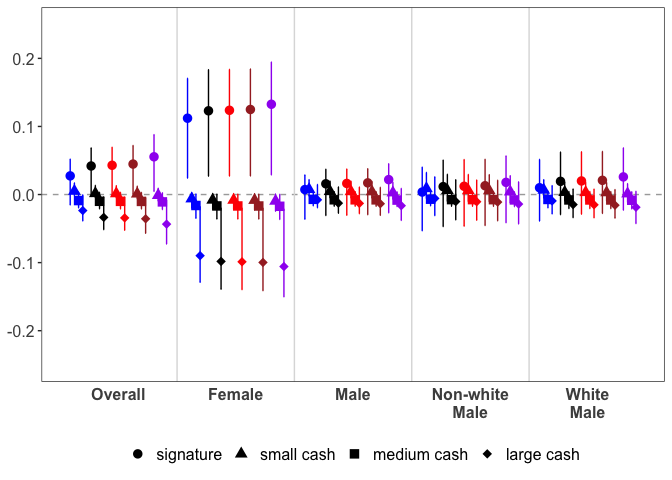 0.2
0.1
0.0
-0.1
-0.2
Overall Female Male Non-white White
Male Male
signature small cash medium cash large cash